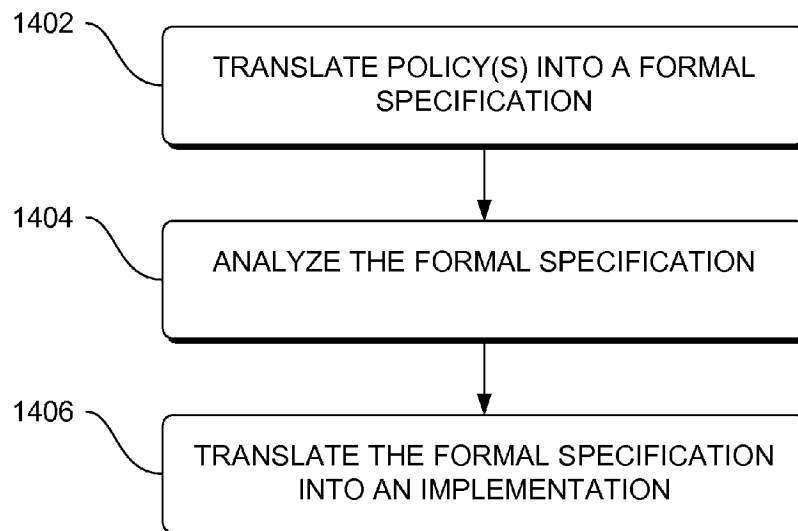 1402
TRANSLATE POLICY(S) INTO A FORMAL
SPECIFICATION
1404
ANALYZE THE FORMAL SPECIFICATION
1406
TRANSLATE THE FORMAL SPECIFICATION
INTO AN IMPLEMENTATION